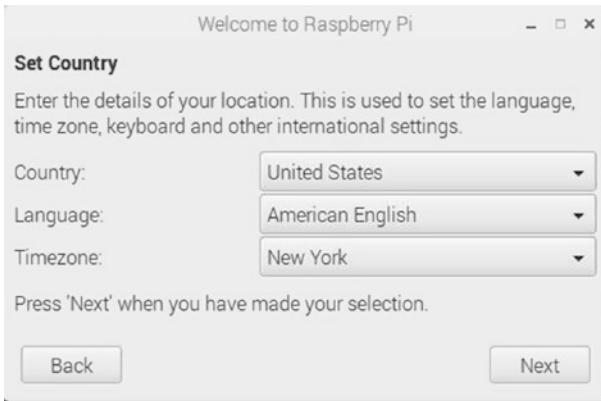 Welcome to Raspberry Pi
Set Country
Enter the details of your location. This is used to set the language,
time zone, keyboard and other international settings.
Country: United States
Language: American English
Timezone: New York
Press 'Next' when you have made your selection.
Back Next